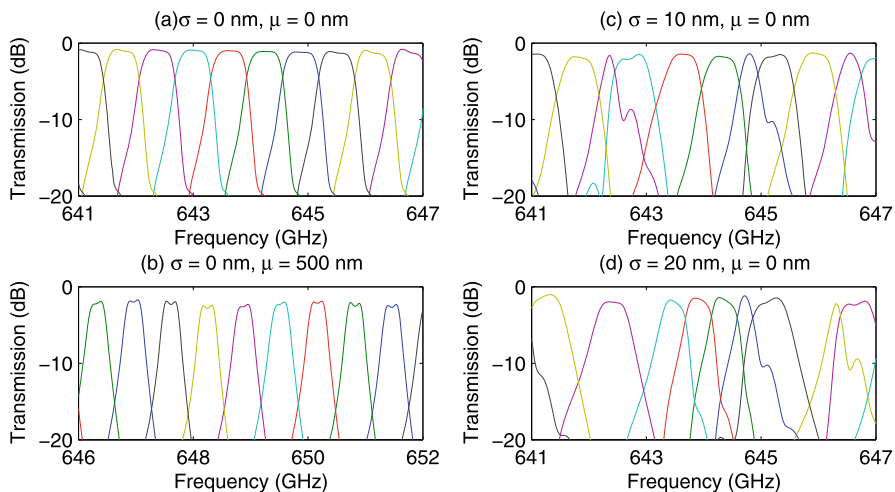 (a)σ = 0 nm, μ = 0 nm
0
−10
−20
Transmission (dB)
641
643
645
647
Frequency (GHz)
(b) σ = 0 nm, μ = 500 nm
0
−10
−20
Transmission (dB)
646
648
650
652
Frequency (GHz)
(c) σ = 10 nm, μ = 0 nm
0
−10
−20
Transmission (dB)
641
643
645
647
Frequency (GHz)
(d) σ = 20 nm, μ = 0 nm
0
−10
−20
Transmission (dB)
641
643
645
647
Frequency (GHz)